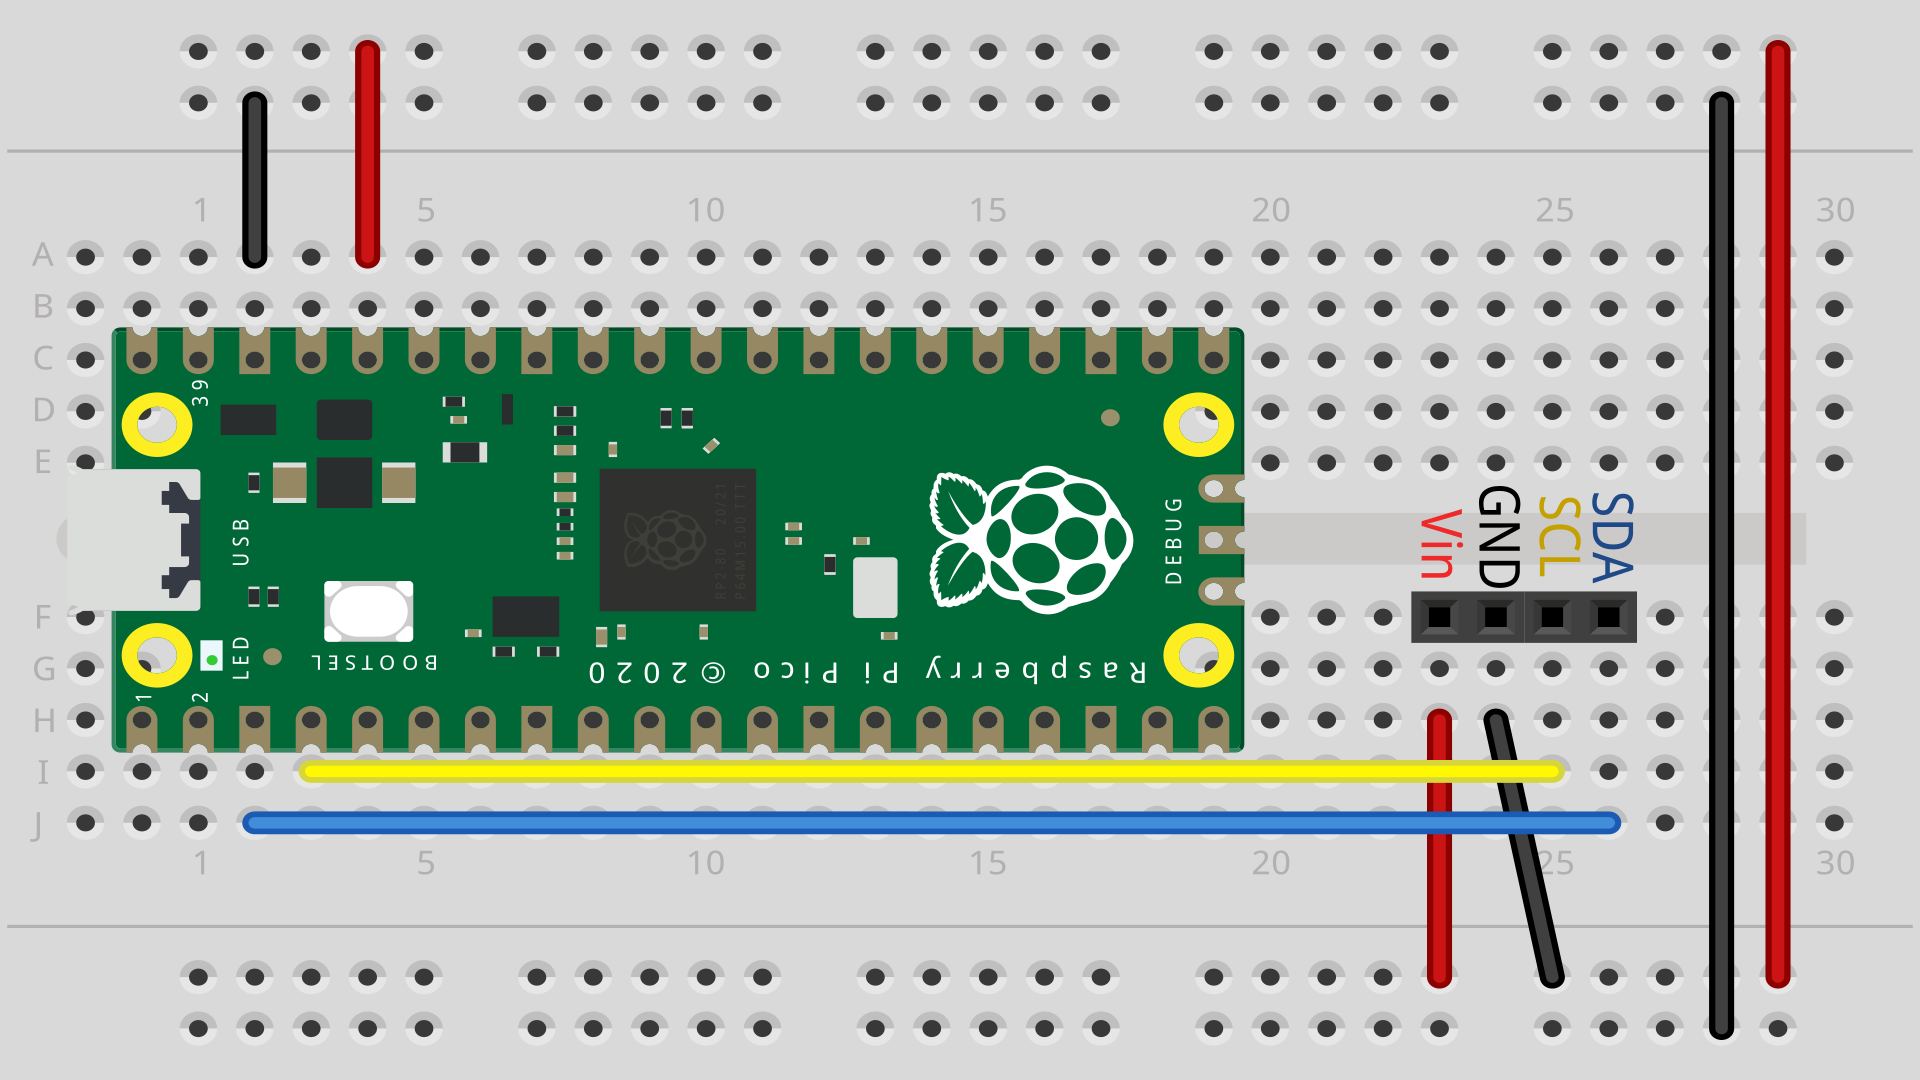 1 5 10 15 20 25 30
A
B
C
D
E
F
G
H
I
J
39
USB
DEBUG
RP2-B0 20/21
P64M15.00 TTT
Vin GND SCL SDA
LED
BOOTSEL
Raspberry Pi Pico ©2020
1
2
1 5 10 15 20 25 30